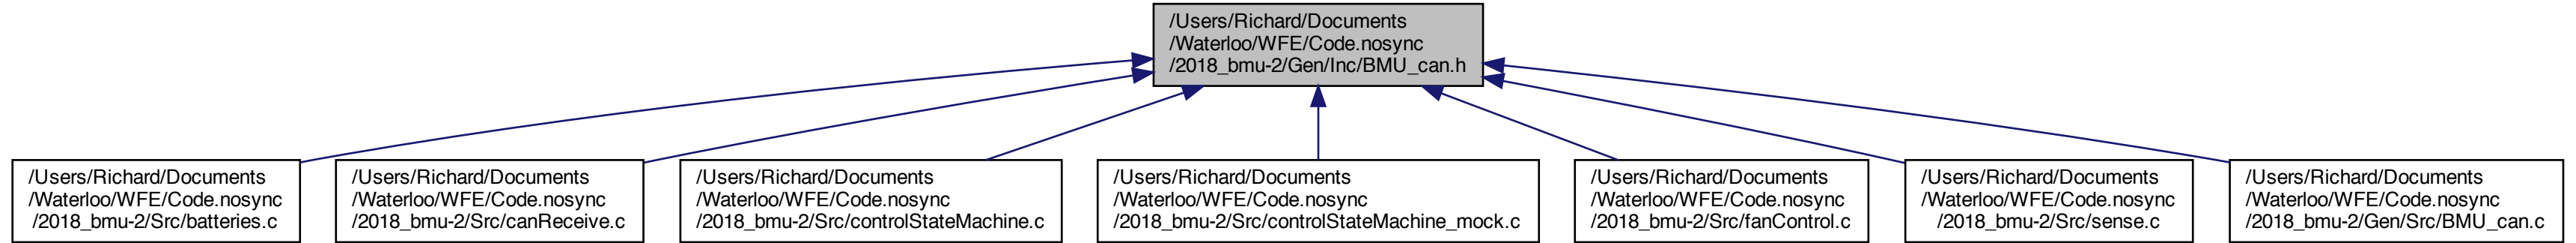 /Users/Richard/Documents
/Waterloo/WFE/Code.nosync
/2018_bmu-2/Gen/Inc/BMU_can.h
/Users/Richard/Documents
/Waterloo/WFE/Code.nosync
/2018_bmu-2/Src/batteries.c
/Users/Richard/Documents
/Waterloo/WFE/Code.nosync
/2018_bmu-2/Src/canReceive.c
/Users/Richard/Documents
/Waterloo/WFE/Code.nosync
/2018_bmu-2/Src/controlStateMachine.c
/Users/Richard/Documents
/Waterloo/WFE/Code.nosync
/2018_bmu-2/Src/controlStateMachine_mock.c
/Users/Richard/Documents
/Waterloo/WFE/Code.nosync
/2018_bmu-2/Src/fanControl.c
/Users/Richard/Documents
/Waterloo/WFE/Code.nosync
/2018_bmu-2/Src/sense.c
/Users/Richard/Documents
/Waterloo/WFE/Code.nosync
/2018_bmu-2/Gen/Src/BMU_can.c